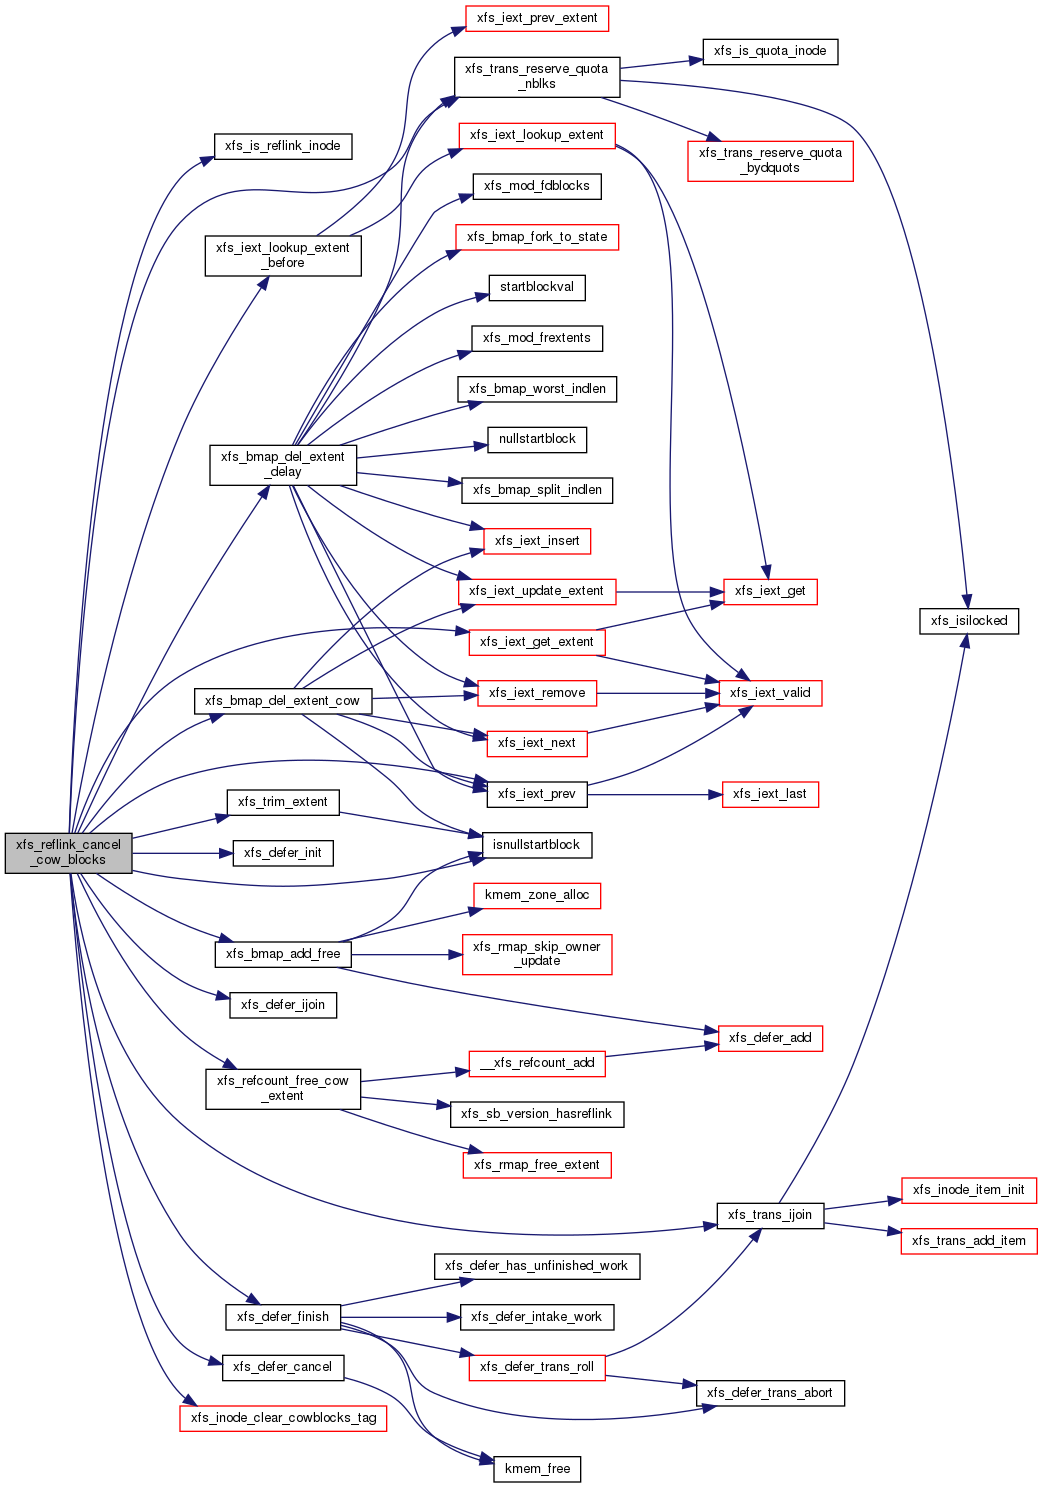 xfs_iext_prev_extent
xfs_is_quota_inode
xfs_trans_reserve_quota
_nblks
xfs_iext_lookup_extent
xfs_is_reflink_inode
xfs_trans_reserve_quota
_bydquots
xfs_mod_fdblocks
xfs_bmap_fork_to_state
xfs_iext_lookup_extent
_before
startblockval
xfs_mod_frextents
xfs_bmap_worst_indlen
nullstartblock
xfs_bmap_del_extent
_delay
xfs_bmap_split_indlen
xfs_iext_insert
xfs_iext_update_extent
xfs_iext_get
xfs_isilocked
xfs_iext_get_extent
xfs_bmap_del_extent_cow
xfs_iext_remove
xfs_iext_valid
xfs_iext_next
xfs_iext_prev
xfs_iext_last
xfs_trim_extent
isnullstartblock
xfs_reflink_cancel
_cow_blocks
xfs_defer_init
kmem_zone_alloc
xfs_bmap_add_free
xfs_rmap_skip_owner
_update
xfs_defer_ijoin
xfs_defer_add
__xfs_refcount_add
xfs_refcount_free_cow
_extent
xfs_sb_version_hasreflink
xfs_rmap_free_extent
xfs_inode_item_init
xfs_trans_ijoin
xfs_trans_add_item
xfs_defer_has_unfinished_work
xfs_defer_finish
xfs_defer_intake_work
xfs_defer_cancel
xfs_defer_trans_roll
xfs_defer_trans_abort
xfs_inode_clear_cowblocks_tag
kmem_free